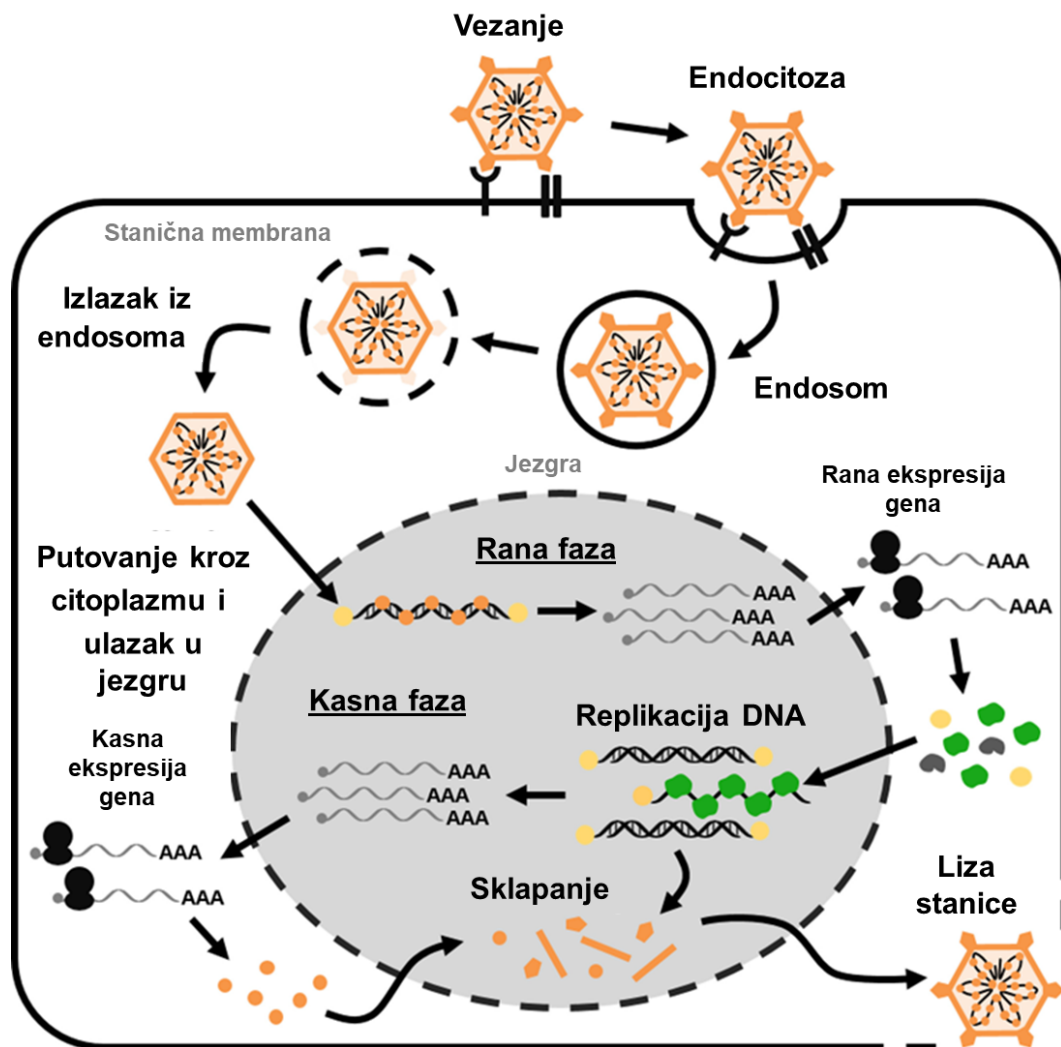 Vezanje
Endocitoza
Stanična membrana
Izlazak iz
endosoma
Endosom
Jezgra
Rana ekspresija
gena
AAA
AAA
Putovanje kroz
citoplazmu i
ulazak u
jezgru
Rana faza
AAA
AAA
AAA
Kasna faza
Replikacija DNA
Kasna
ekspresija
gena
AAA
AAA
AAA
AAA
AAA
Sklapanje
Liza
stanice